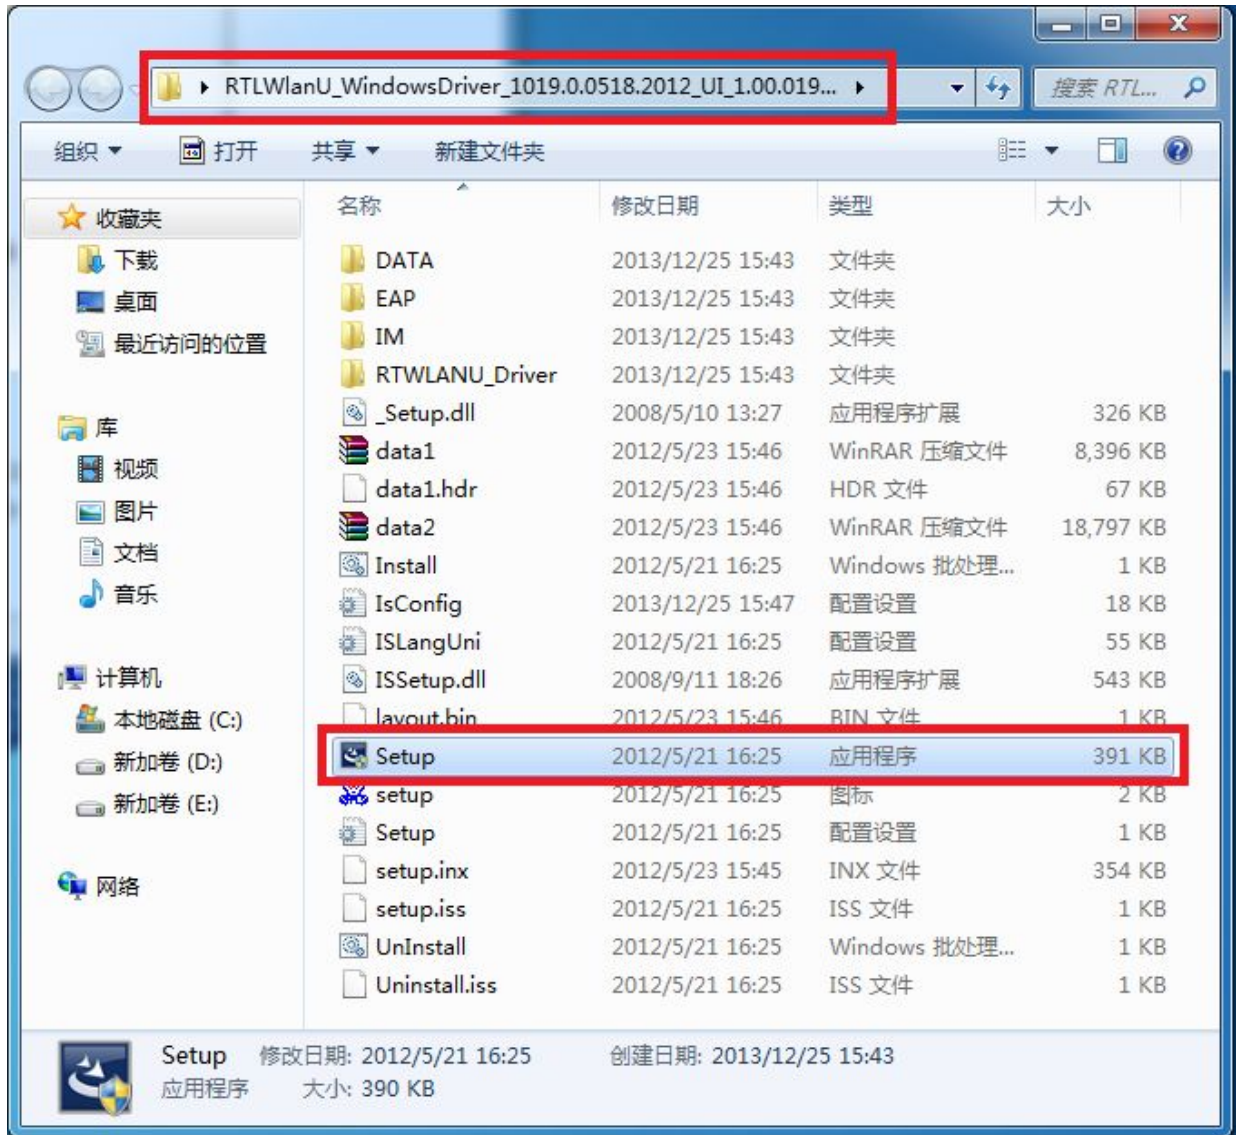 RTLWlanU_WindowsDriver_1019.0.0518.2012_UI_1.00.019...
搜索 RTL...
组织 打开 共享 新建文件夹
名称 修改日期 类型 大小
收藏夹
下载
桌面
最近访问的位置
库
视频
图片
文档
音乐
计算机
本地磁盘 (C:)
新加卷 (D:)
新加卷 (E:)
网络
DATA 2013/12/25 15:43 文件夹
EAP 2013/12/25 15:43 文件夹
IM 2013/12/25 15:43 文件夹
RTWLANU_Driver 2013/12/25 15:43 文件夹
_Setup.dll 2008/5/10 13:27 应用程序扩展 326 KB
data1 2012/5/23 15:46 WinRAR 压缩文件 8,396 KB
data1.hdr 2012/5/23 15:46 HDR 文件 67 KB
data2 2012/5/23 15:46 WinRAR 压缩文件 18,797 KB
Install 2012/5/21 16:25 Windows 批处理... 1 KB
IsConfig 2013/12/25 15:47 配置设置 18 KB
ISLangUni 2012/5/21 16:25 配置设置 55 KB
ISSetup.dll 2008/9/11 18:26 应用程序扩展 543 KB
layout.bin 2012/5/23 15:46 BIN 文件 1 KB
Setup 2012/5/21 16:25 应用程序 391 KB
setup 2012/5/21 16:25 图标 2 KB
Setup 2012/5/21 16:25 配置设置 1 KB
setup.inx 2012/5/23 15:45 INX 文件 354 KB
setup.iss 2012/5/21 16:25 ISS 文件 1 KB
UnInstall 2012/5/21 16:25 Windows 批处理... 1 KB
Uninstall.iss 2012/5/21 16:25 ISS 文件 1 KB
Setup 修改日期: 2012/5/21 16:25 创建日期: 2013/12/25 15:43
应用程序 大小: 390 KB